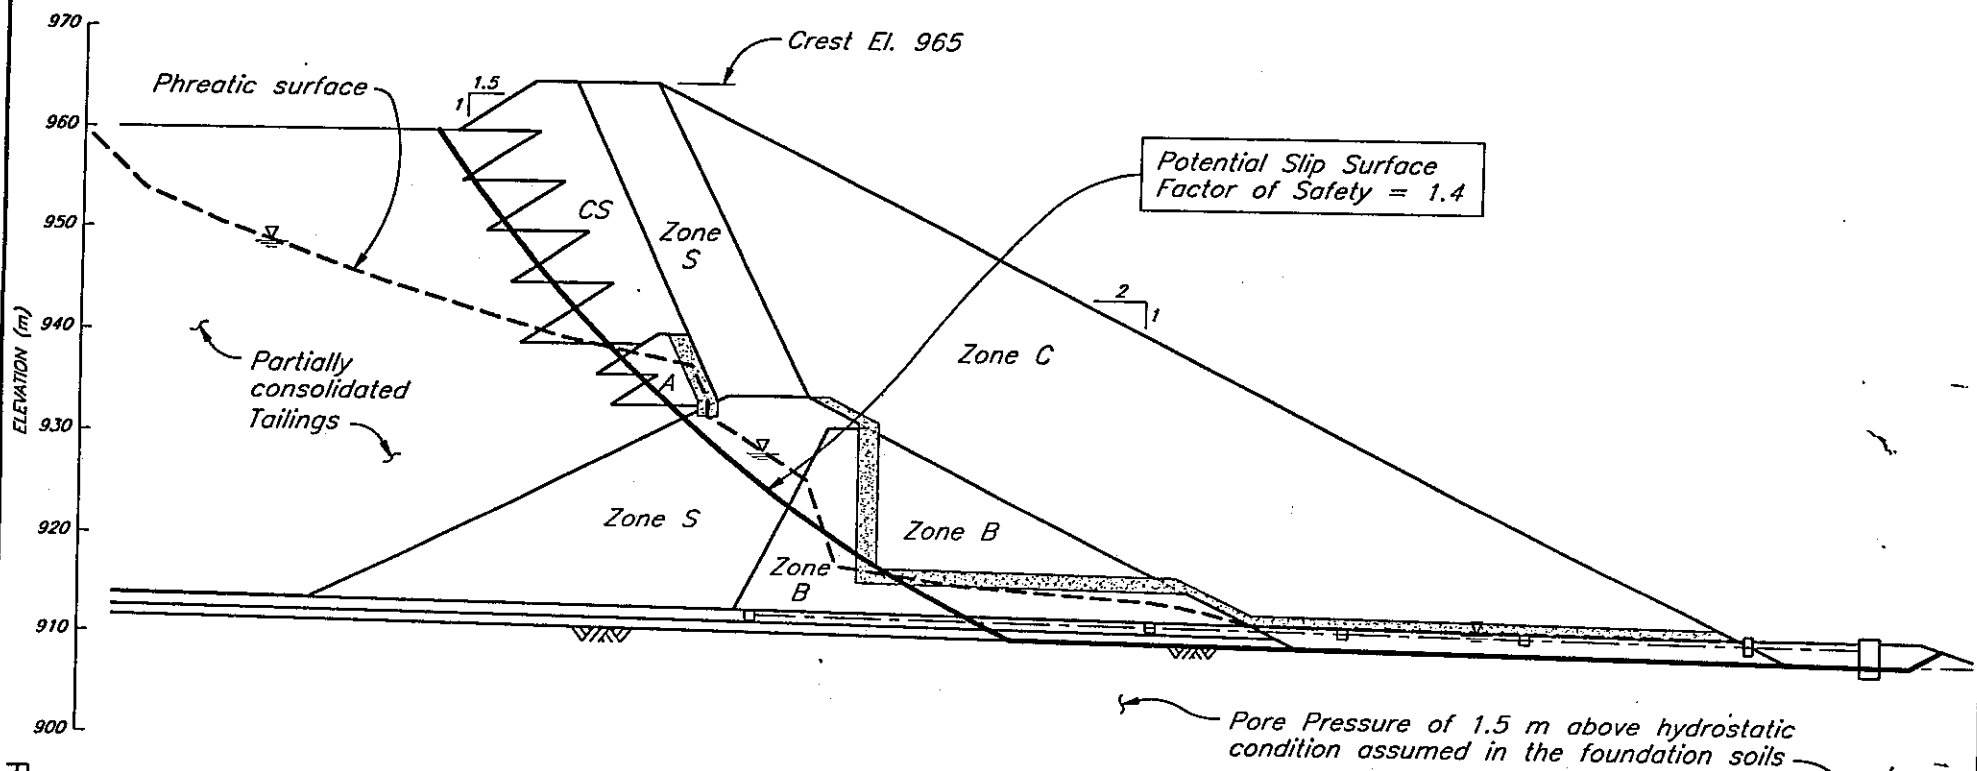 970
Crest El. 965
Phreatic surface
1.5
1
960
Potential Slip Surface
Factor of Safety = 1.4
950
CS
Zone
S
2
1
940
ELEVATION (m)
Partially
consolidated
Tailings
Zone C
A
930
920
Zone S
Zone B
Zone
B
910
900
Pore Pressure of 1.5 m above hydrostatic
condition assumed in the foundation soils